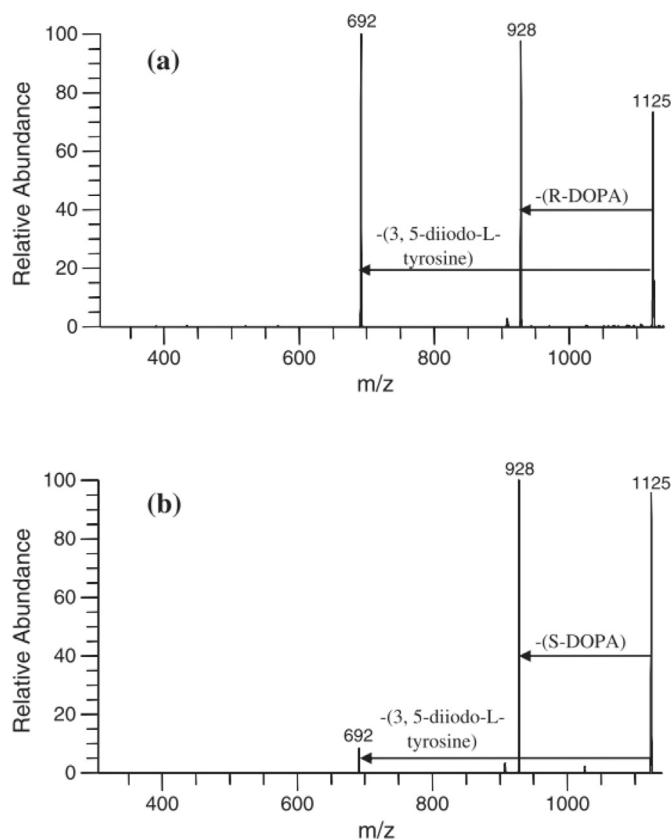 692
928
100
(a)
1125
80
Relative Abundance
60
-(R-DOPA)
40
-(3, 5-diiodo-L-
tyrosine)
20
0
400
600
800
1000
m/z
928
100
1125
(b)
80
Relative Abundance
60
-(S-DOPA)
40
-(3, 5-diiodo-L-
tyrosine)
20
692
0
400
600
800
1000
m/z